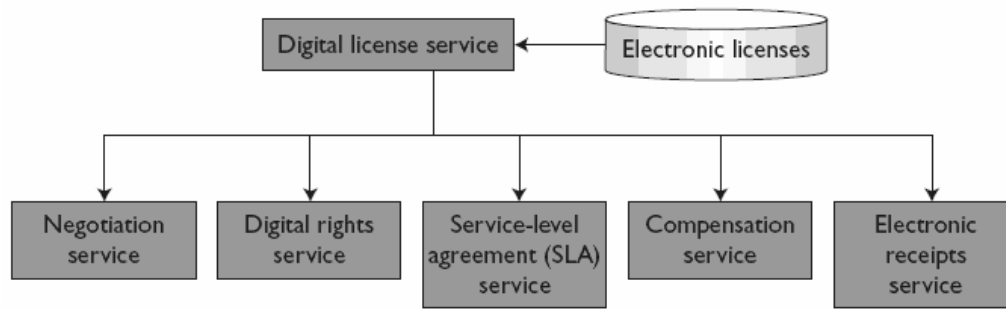 Digital license service
Electronic licenses
Negotiation
service
Digital rights
service
Service-level
agreement (SLA)
service
Compensation
service
Electronic
receipts
service